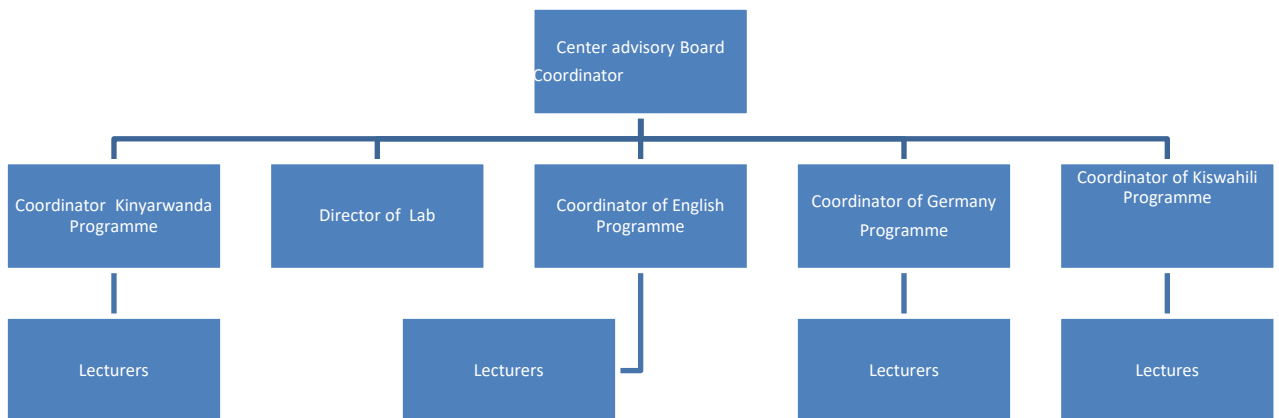 Center advisory Board
Coordinator
Coordinator Kinyarwanda
Programme
Director of Lab
Coordinator of English
Programme
Coordinator of Germany
Programme
Coordinator of Kiswahili
Programme
Lecturers
Lecturers
Lecturers
Lectures